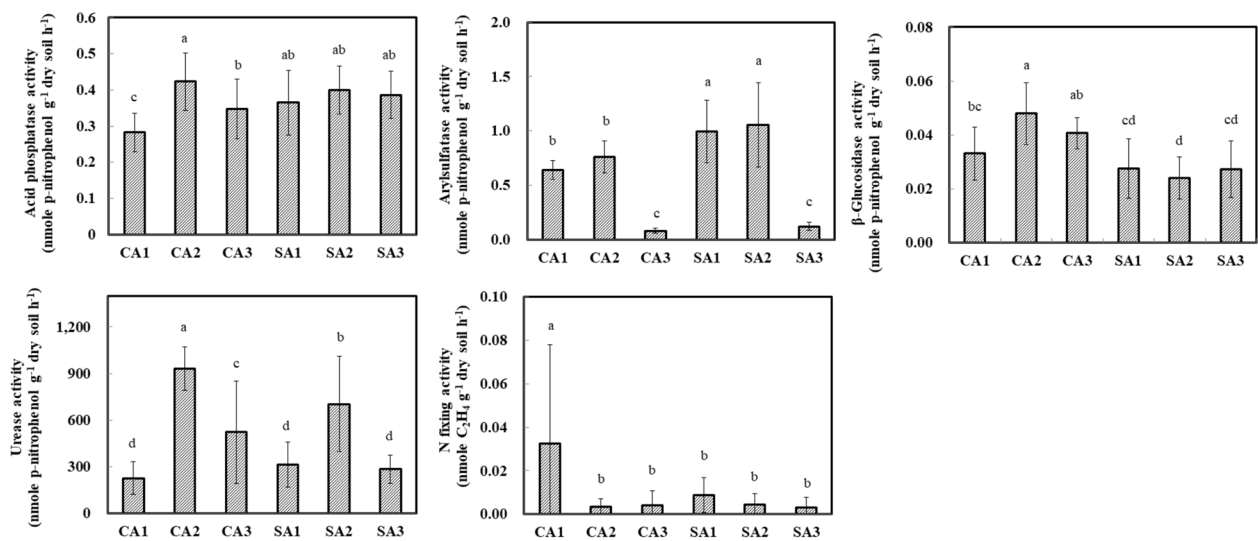 Acid phosphatase activity
(nmole p-nitrophenol g-1 dry soil h-1)
0.6
0.5
0.4
0.3
0.2
0.1
0
c
a
b
ab
ab
ab
CA1 CA2 CA3 SA1 SA2 SA3
Arylsulfatase activity
(nmole p-nitrophenol g-1 dry soil h-1)
2.0
1.5
1.0
0.5
0.0
b
b
c
a
a
c
CA1 CA2 CA3 SA1 SA2 SA3
β-Glucosidase activity
(nmole p-nitrophenol g-1 dry soil h-1)
0.08
0.06
0.04
0.02
0.00
bc
a
ab
cd
d
cd
CA1 CA2 CA3 SA1 SA2 SA3
Urease activity
(nmole p-nitrophenol g-1 dry soil h-1)
1,200
900
600
300
0
d
a
c
d
b
d
CA1 CA2 CA3 SA1 SA2 SA3
N fixing activity
(nmole C2H4 g-1 dry soil h-1)
0.10
0.08
0.06
0.04
0.02
0.00
a
b
b
b
b
b
CA1 CA2 CA3 SA1 SA2 SA3